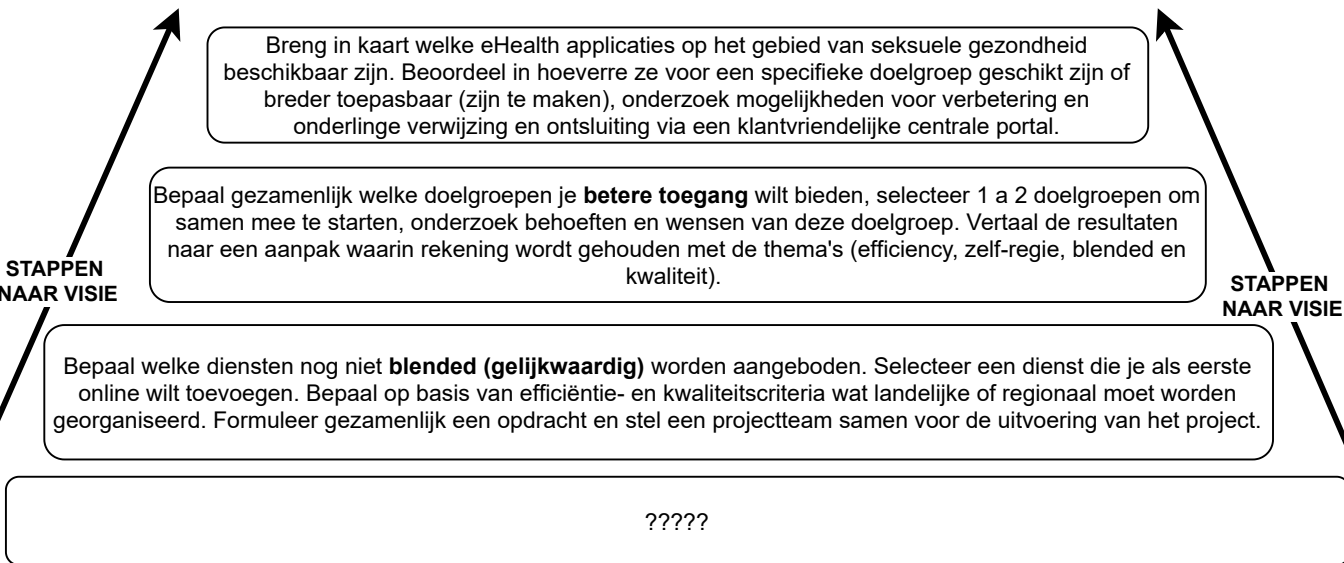 Breng in kaart welke eHealth applicaties op het gebied van seksuele gezondheid
beschikbaar zijn. Beoordeel in hoeverre ze voor een specifieke doelgroep geschikt zijn of
breder toepasbaar (zijn te maken), onderzoek mogelijkheden voor verbetering en
onderlinge verwijzing en ontsluiting via een klantvriendelijke centrale portal.
Bepaal gezamenlijk welke doelgroepen je betere toegang wilt bieden, selecteer 1 a 2 doelgroepen om
samen mee te starten, onderzoek behoeften en wensen van deze doelgroep. Vertaal de resultaten
naar een aanpak waarin rekening wordt gehouden met de thema's (efficiency, zelf-regie, blended en
kwaliteit).
STAPPEN
NAAR VISIE
STAPPEN
NAAR VISIE
Bepaal welke diensten nog niet blended (gelijkwaardig) worden aangeboden. Selecteer een dienst die je als eerste
online wilt toevoegen. Bepaal op basis van efficiëntie- en kwaliteitscriteria wat landelijke of regionaal moet worden
georganiseerd. Formuleer gezamenlijk een opdracht en stel een projectteam samen voor de uitvoering van het project.
?????